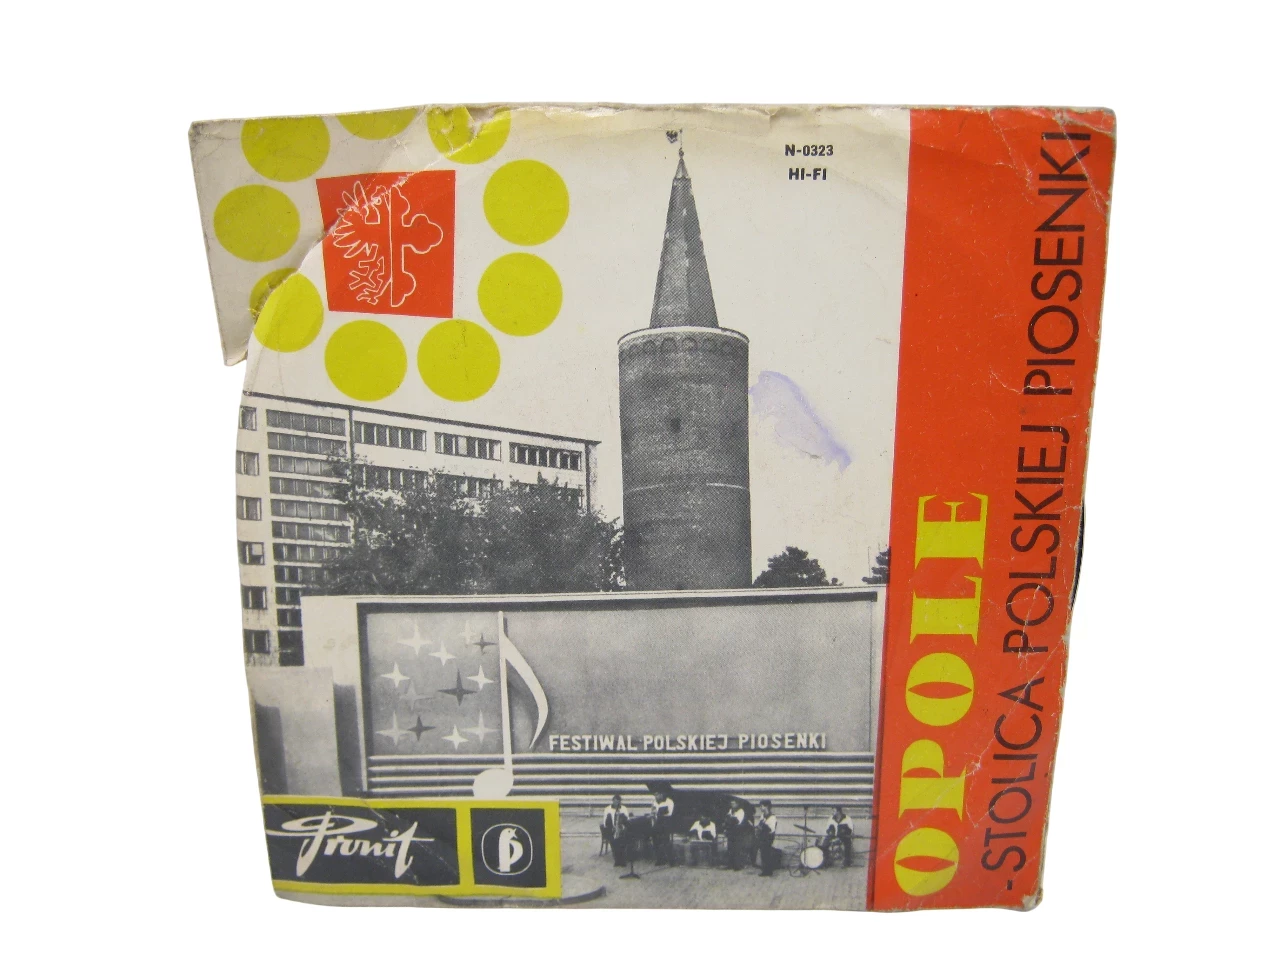 N-0323
HI-FI
OPOLE
-STOLICA POLSKIEJ PIOSENKI
FESTIWAL POLSKIEJ PIOSENKI
Pronit